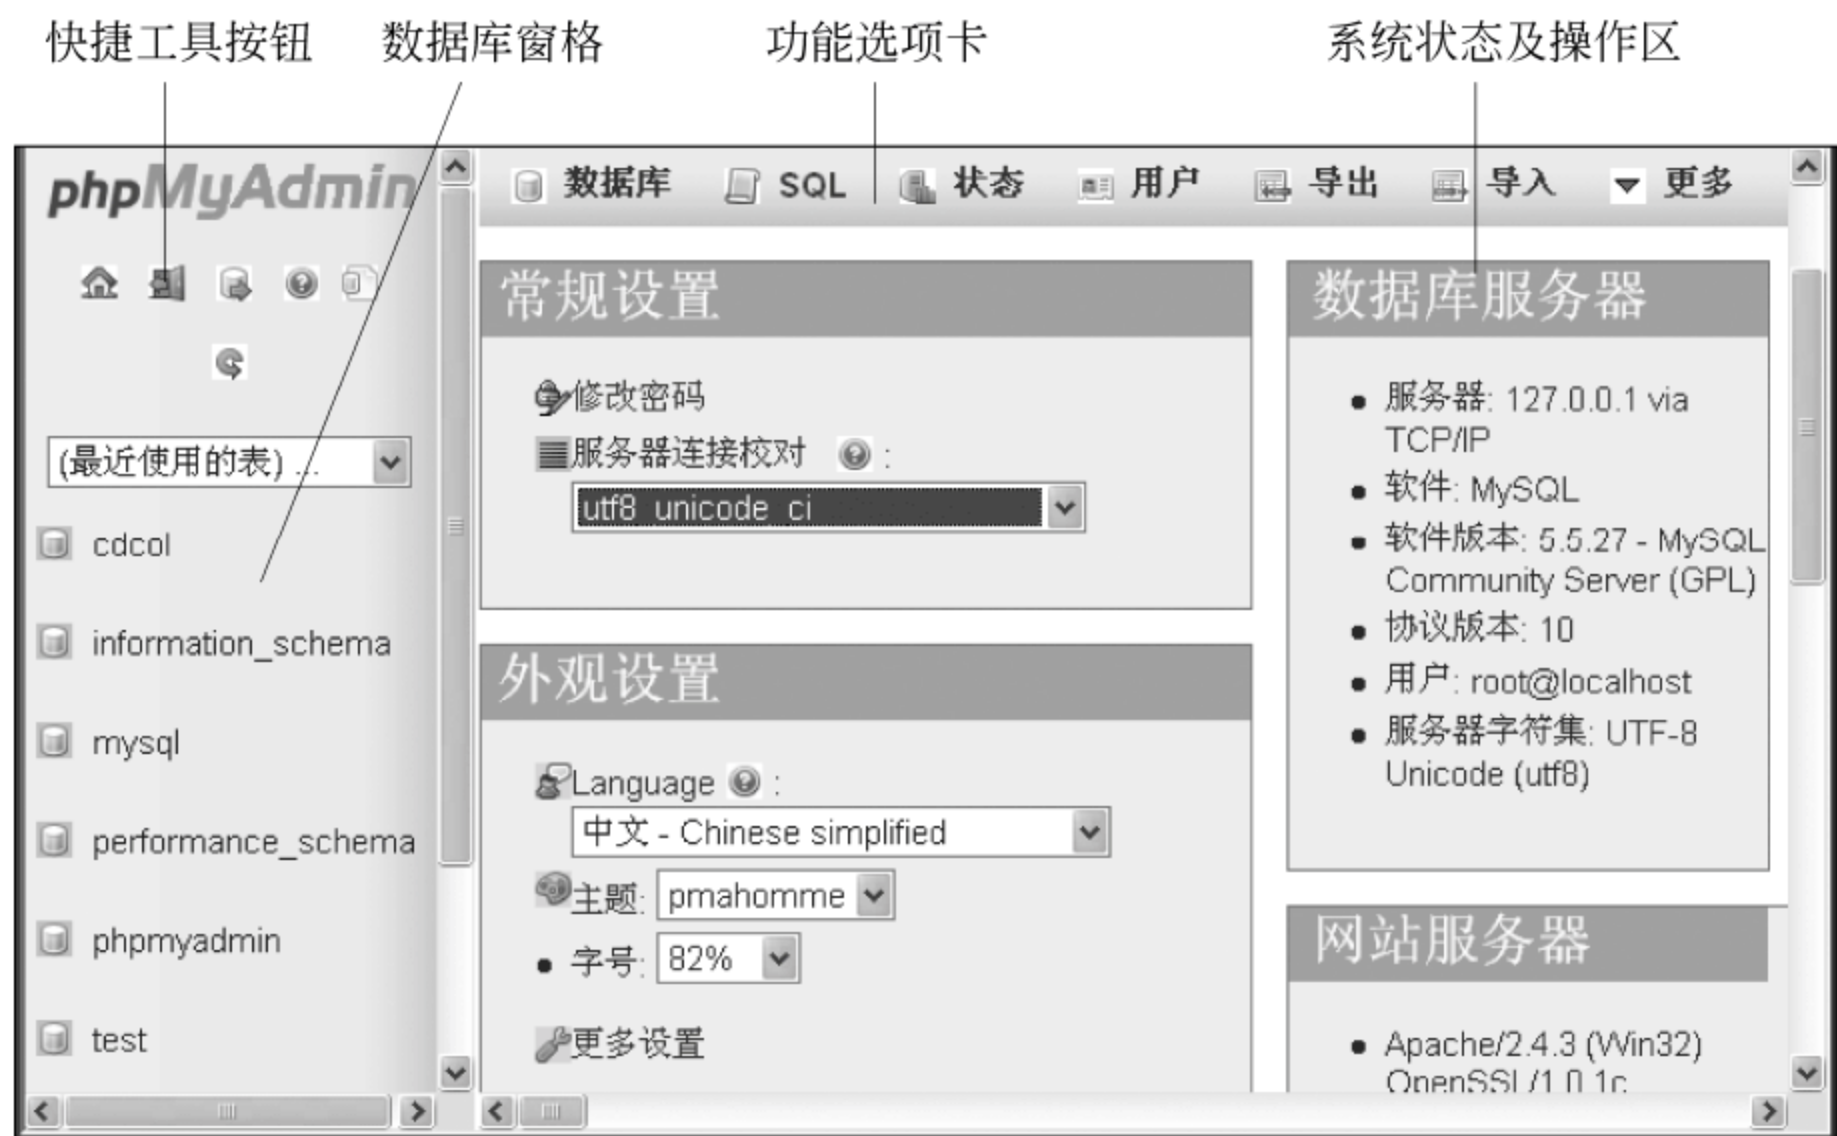 快捷工具按钮 数据库窗格 功能选项卡 系统状态及操作区
phpMyAdmin
(最近使用的表) ...
cdcol
information_schema
mysql
performance_schema
phpmyadmin
test
数据库 SQL 状态 用户 导出 导入 更多
常规设置
修改密码
服务器连接校对 :
utf8_unicode_ci
外观设置
Language :
中文 - Chinese simplified
主题: pmahomme
字号: 82%
更多设置
数据库服务器
服务器: 127.0.0.1 via
TCP/IP
软件: MySQL
软件版本: 5.5.27 - MySQL
Community Server (GPL)
协议版本: 10
用户: root@localhost
服务器字符集: UTF-8
Unicode (utf8)
网站服务器
Apache/2.4.3 (Win32)
OpenSSL/1.0.1c